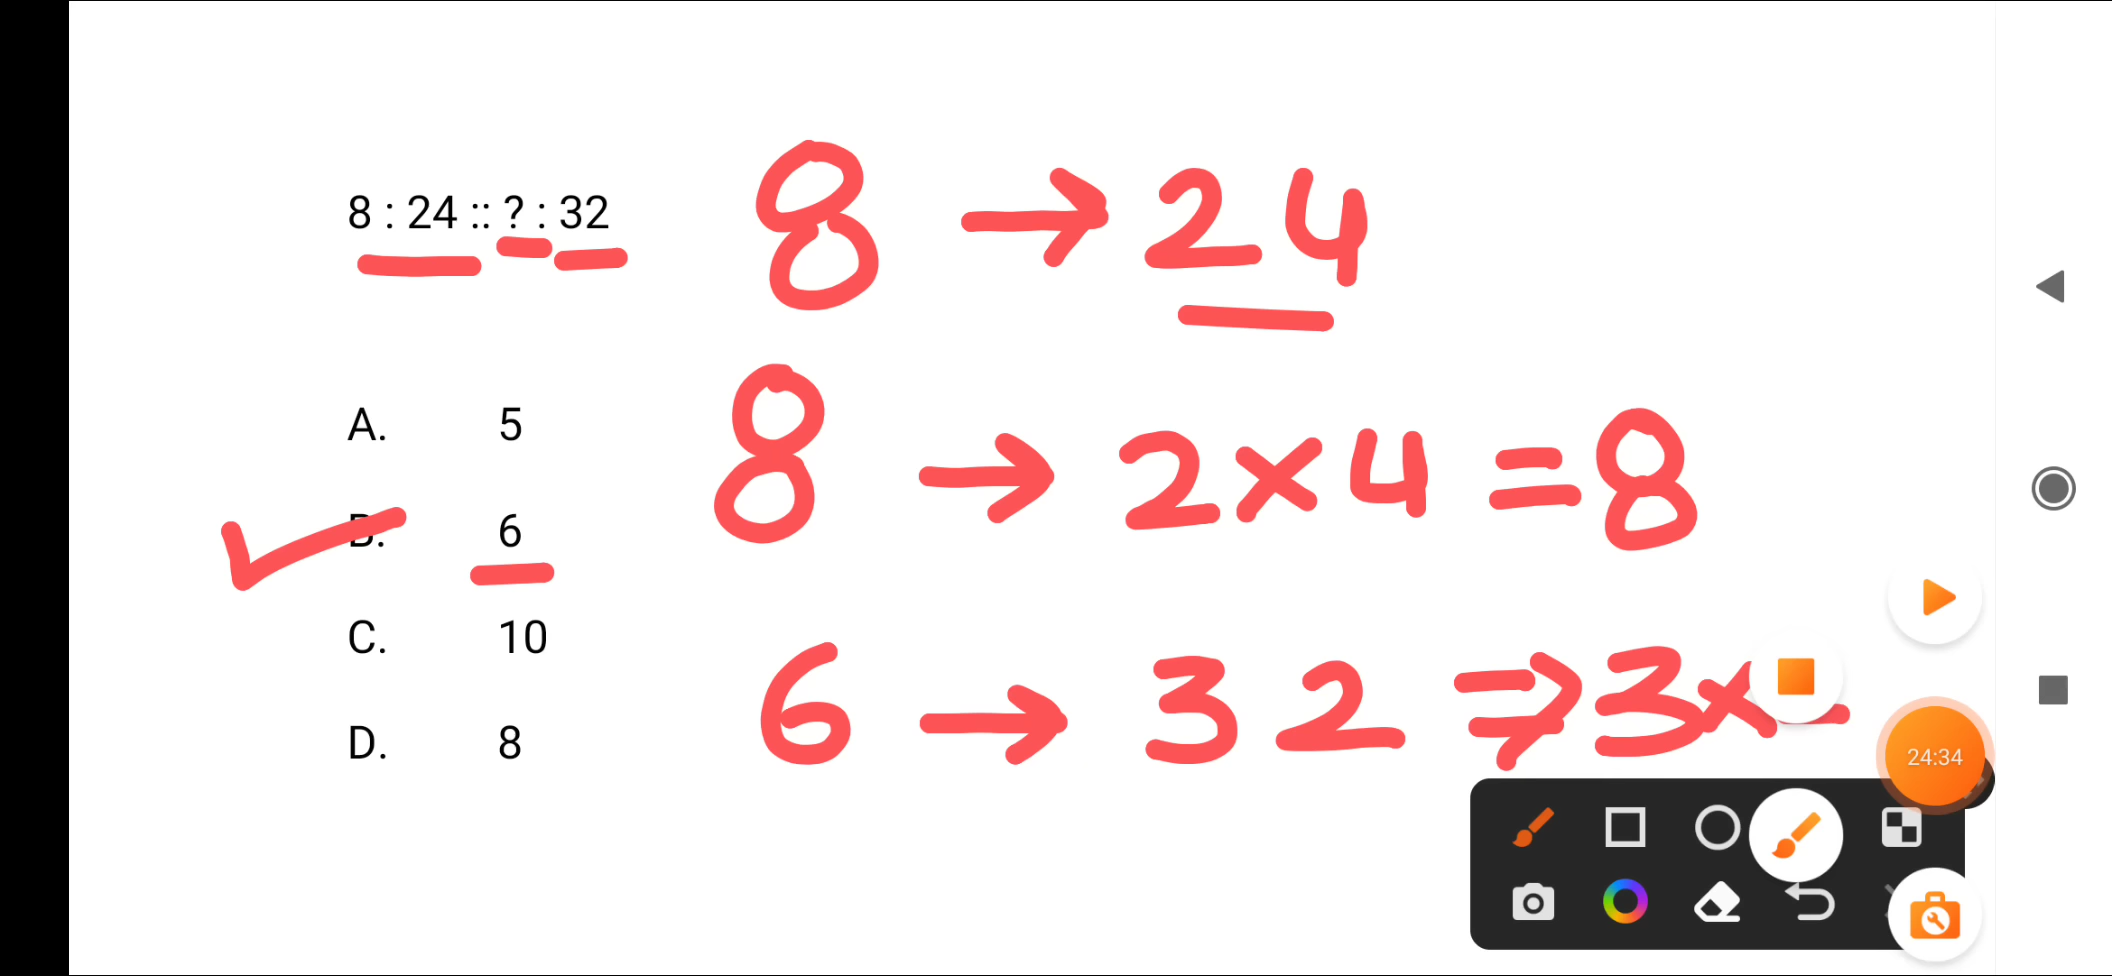 8 : 24 :: ? : 32
8 → 24
A. 5
8 → 2 × 4 = 8
B. 6
C. 10
6 → 32 ⇒ 3 ×
D. 8
24:34